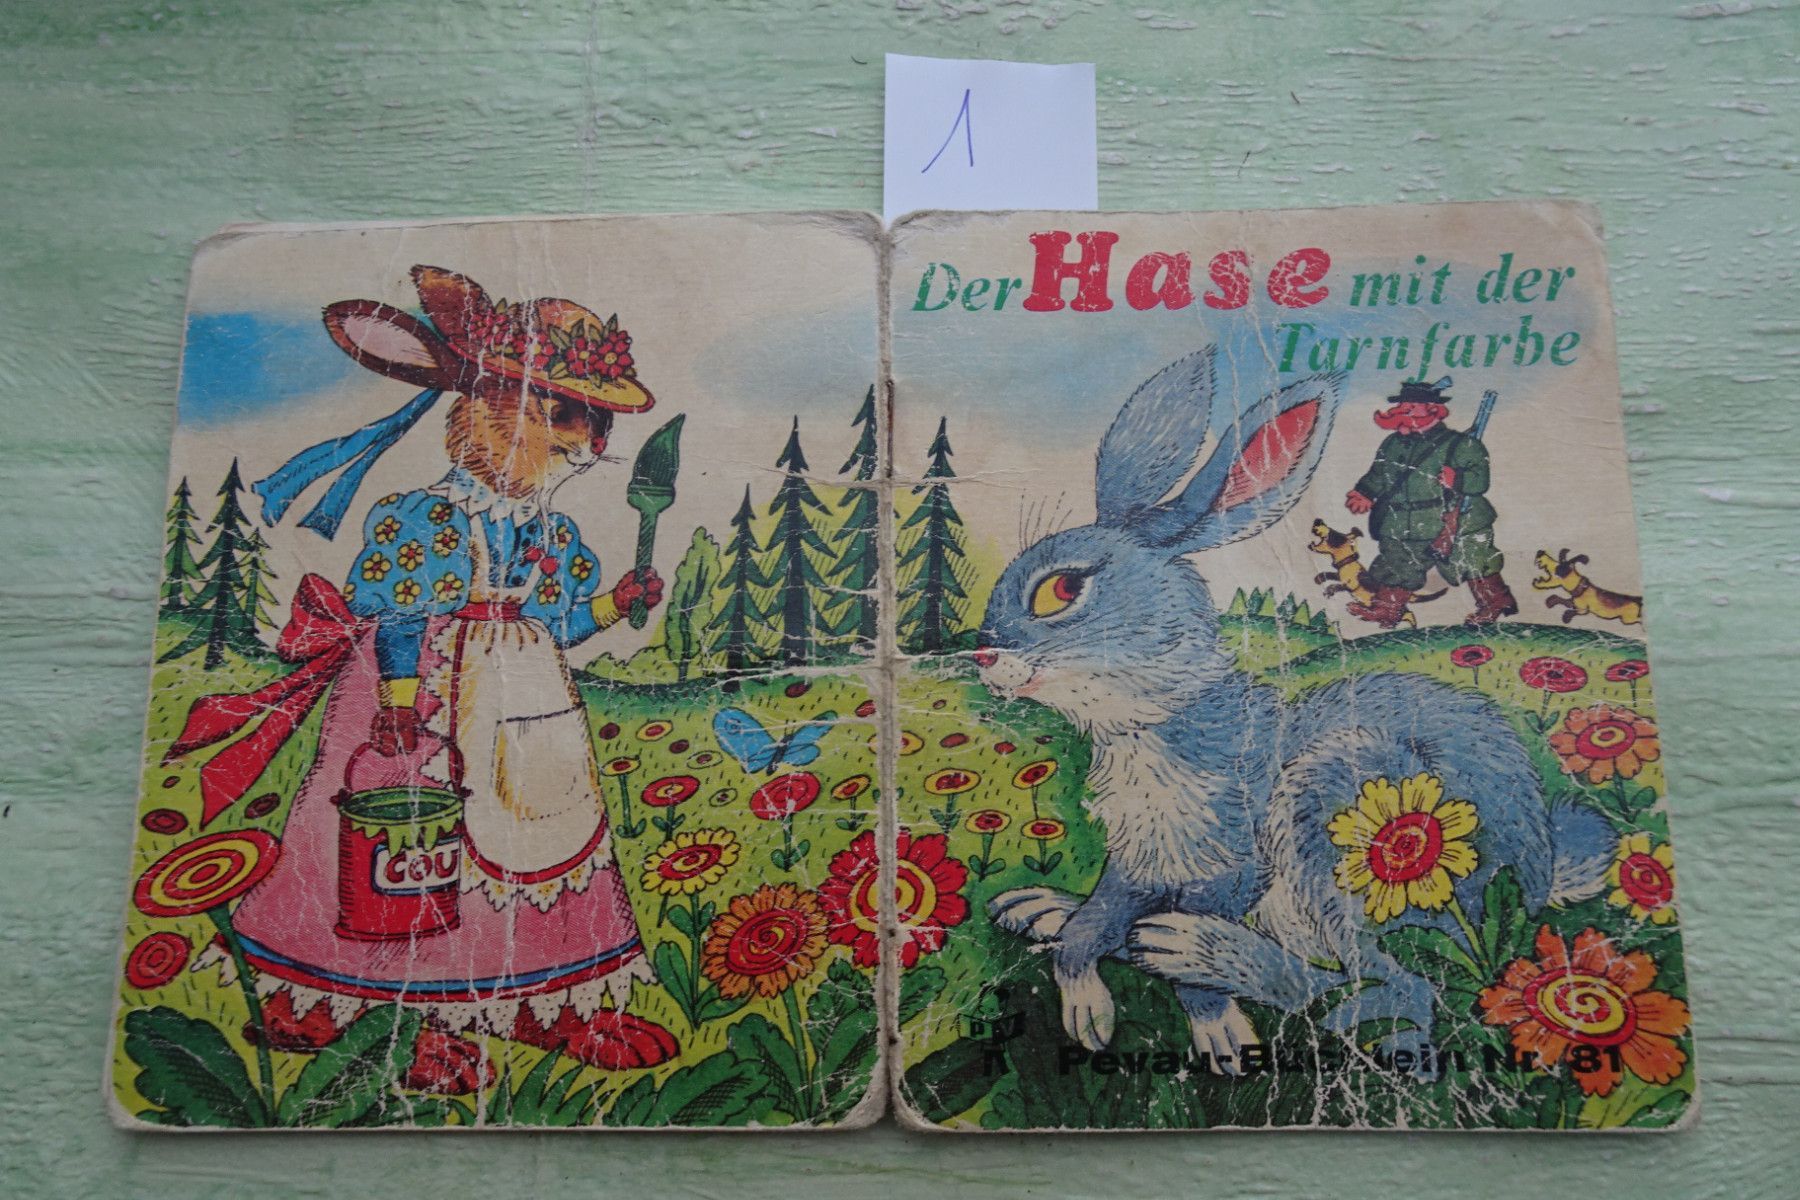 1
Der Hase mit der
Tarnfarbe
COU
p v
Pevau-Büchlein Nr. 81